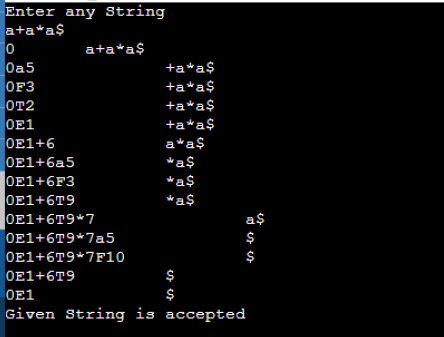 Enter any String
a+a*a$
0 a+a*a$
0a5 +a*a$
0F3 +a*a$
0T2 +a*a$
0E1 +a*a$
0E1+6 a*a$
0E1+6a5 *a$
0E1+6F3 *a$
0E1+6T9 *a$
0E1+6T9*7 a$
0E1+6T9*7a5 $
0E1+6T9*7F10 $
0E1+6T9 $
0E1 $
Given String is accepted